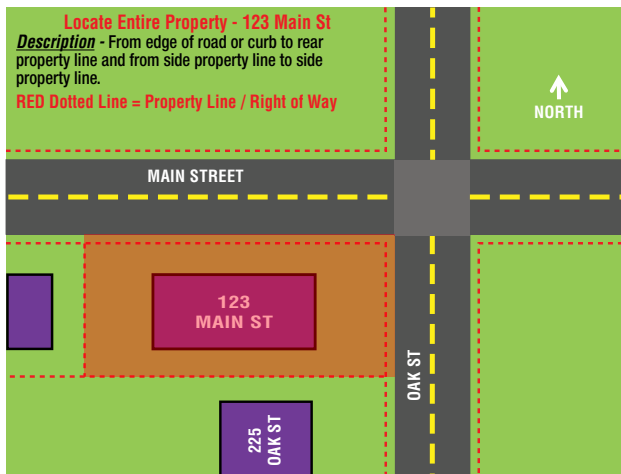 Locate Entire Property - 123 Main St
Description - From edge of road or curb to rear
property line and from side property line to side
property line.
RED Dotted Line = Property Line / Right of Way
NORTH
MAIN STREET
123
MAIN ST
OAK ST
225
OAK ST